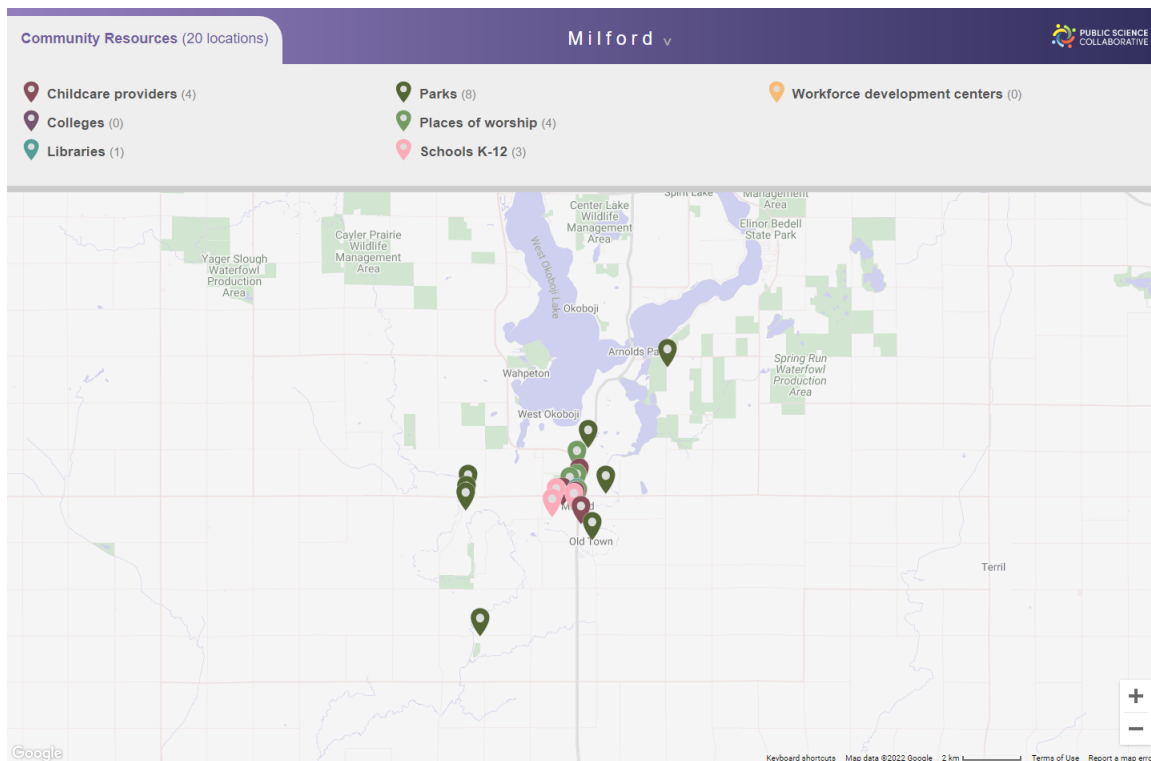 Community Resources (20 locations)
Milford v
PUBLIC SCIENCE
COLLABORATIVE
Childcare providers (4)
Colleges (0)
Libraries (1)
Parks (8)
Places of worship (4)
Schools K-12 (3)
Workforce development centers (0)
Spirit Lake
Management
Area
Center Lake
Wildlife
Management
Area
Elinor Bedell
State Park
Cayler Prairie
Wildlife
Management
Area
Yager Slough
Waterfowl
Production
Area
West Okoboji Lake
Okoboji
Arnolds Pa
Spring Run
Waterfowl
Production
Area
Wahpeton
West Okoboji
Old Town
Terril
+
−
Google
Keyboard shortcuts
Map data ©2022 Google
2 km
Terms of Use
Report a map erro